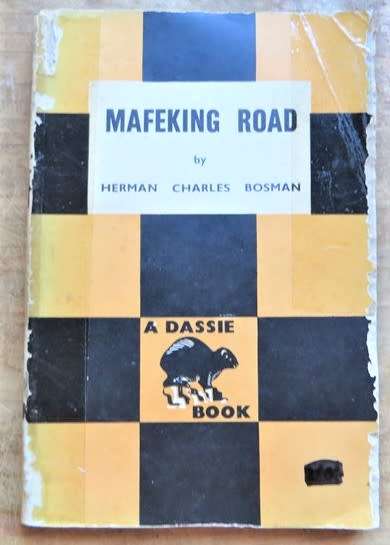 MAFEKING ROAD
by
HERMAN CHARLES BOSMAN
A DASSIE
BOOK